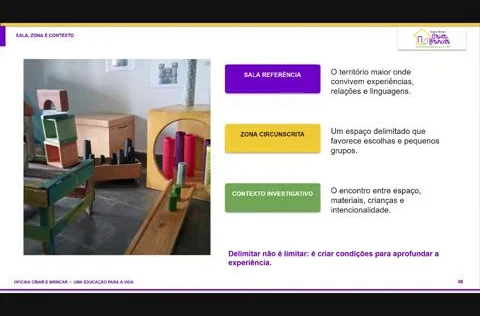 SALA, ZONA E CONTEXTO
Criar e
Brincar
SALA REFERÊNCIA
O território maior onde
convivem experiências,
relações e linguagens.
ZONA CIRCUNSCRITA
Um espaço delimitado que
favorece escolhas e pequenos
grupos.
CONTEXTO INVESTIGATIVO
O encontro entre espaço,
materiais, crianças e
intencionalidade.
Delimitar não é limitar: é criar condições para aprofundar a
experiência.
OFICINA CRIAR E BRINCAR • UMA EDUCAÇÃO PARA A VIDA